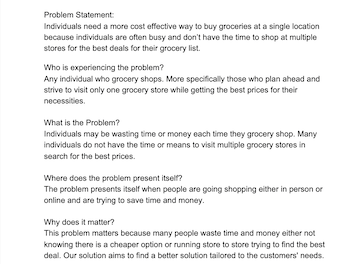 Problem Statement:
Individuals need a more cost effective way to buy groceries at a single location
because individuals are often busy and don't have the time to shop at multiple
stores for the best deals for their grocery list.
Who is experiencing the problem?
Any individual who grocery shops. More specifically those who plan ahead and
strive to visit only one grocery store while getting the best prices for their
necessities.
What is the Problem?
Individuals may be wasting time or money each time they grocery shop. Many
individuals do not have the time or means to visit multiple grocery stores in
search for the best prices.
Where does the problem present itself?
The problem presents itself when people are going shopping either in person or
online and are trying to save time and money.
Why does it matter?
This problem matters because many people waste time and money either not
knowing there is a cheaper option or running store to store trying to find the best
deal. Our solution aims to find a better solution tailored to the customers' needs.